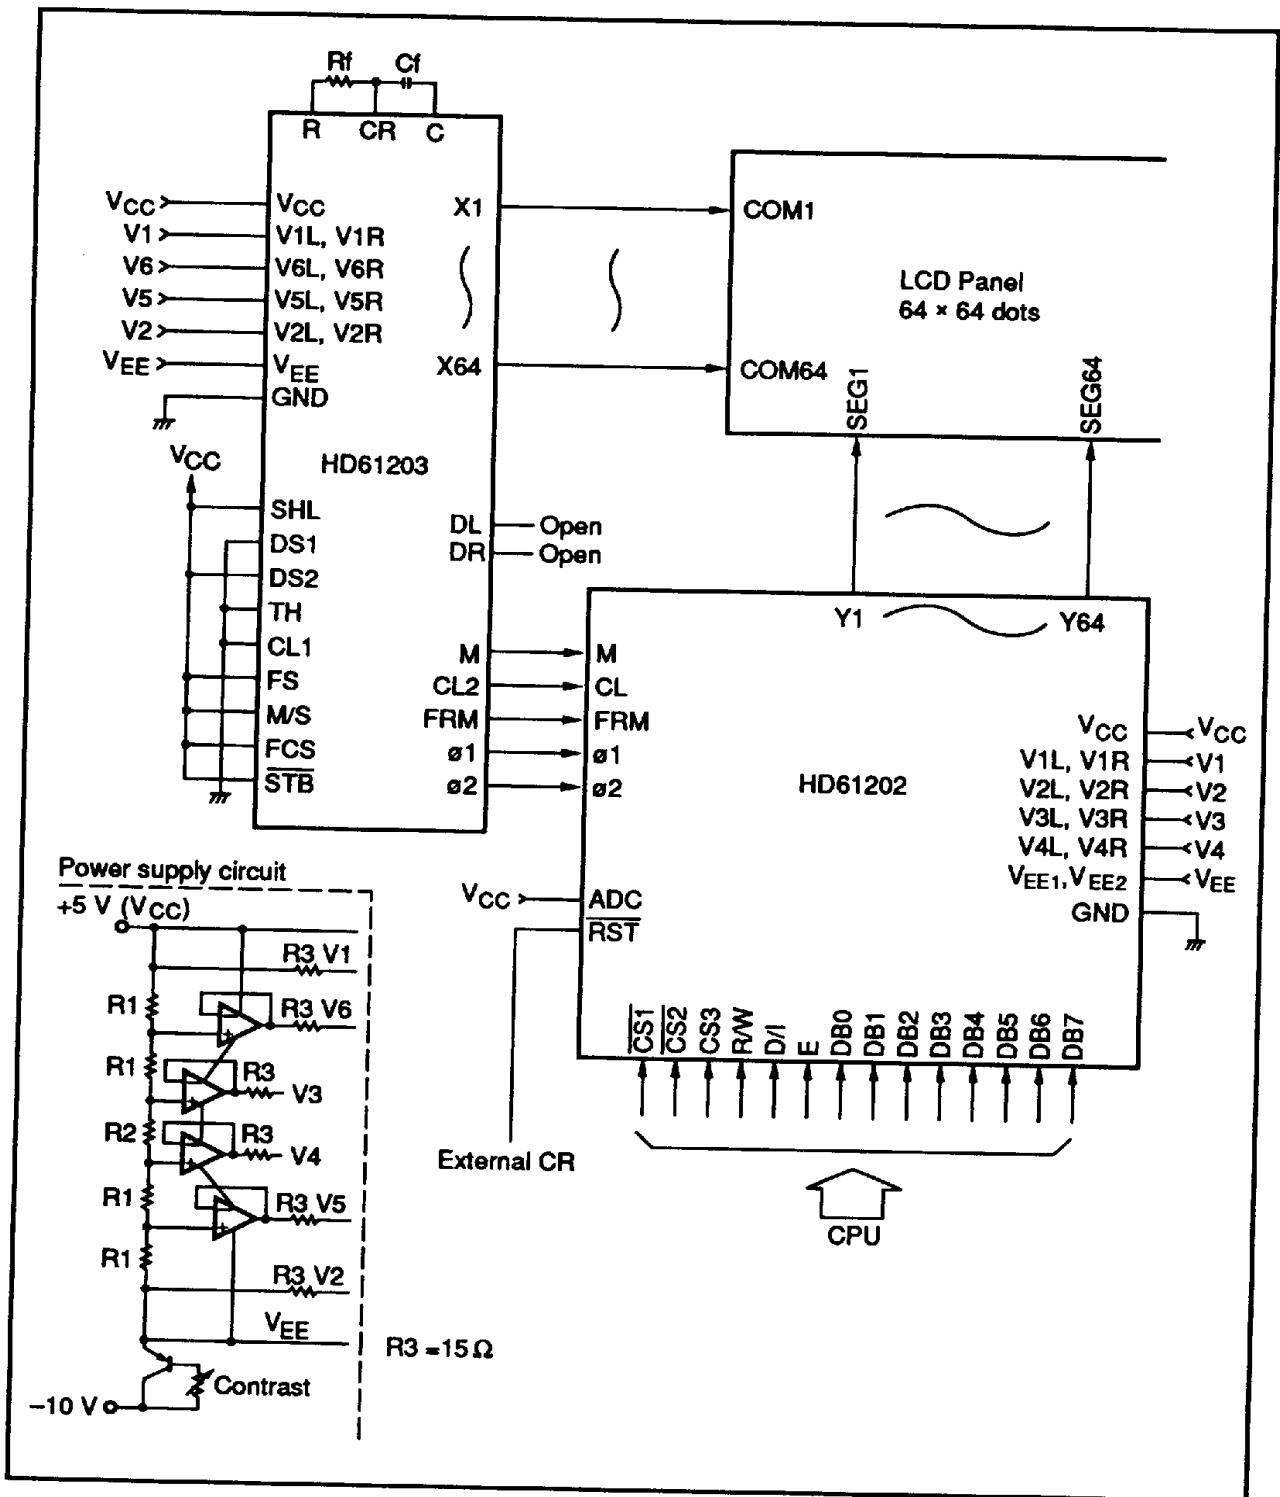 Rf Cf
R CR C
VCC VCC X1 COM1
V1 V1L, V1R
V6 V6L, V6R
V5 V5L, V5R
V2 V2L, V2R
VEE VEE X64 COM64
GND
LCD Panel
64 × 64 dots
SEG1 SEG64
VCC
HD61203
SHL
DS1
DS2
TH
CL1
FS
M/S
FCS
STB
DL Open
DR Open
M M
CL2 CL
FRM FRM
ø1 ø1
ø2 ø2
Y1 Y64
HD61202
VCC VCC
V1L, V1R V1
V2L, V2R V2
V3L, V3R V3
V4L, V4R V4
VEE1, VEE2 VEE
GND
VCC ADC
RST
External CR
CS1 CS2 CS3 R/W D/I E DB0 DB1 DB2 DB3 DB4 DB5 DB6 DB7
CPU
Power supply circuit
+5 V (VCC)
R3 V1
R1 R3 V6
R1 R3 V3
R2 R3 V4
R1 R3 V5
R1 R3 V2
VEE
R3 = 15 Ω
Contrast
–10 V